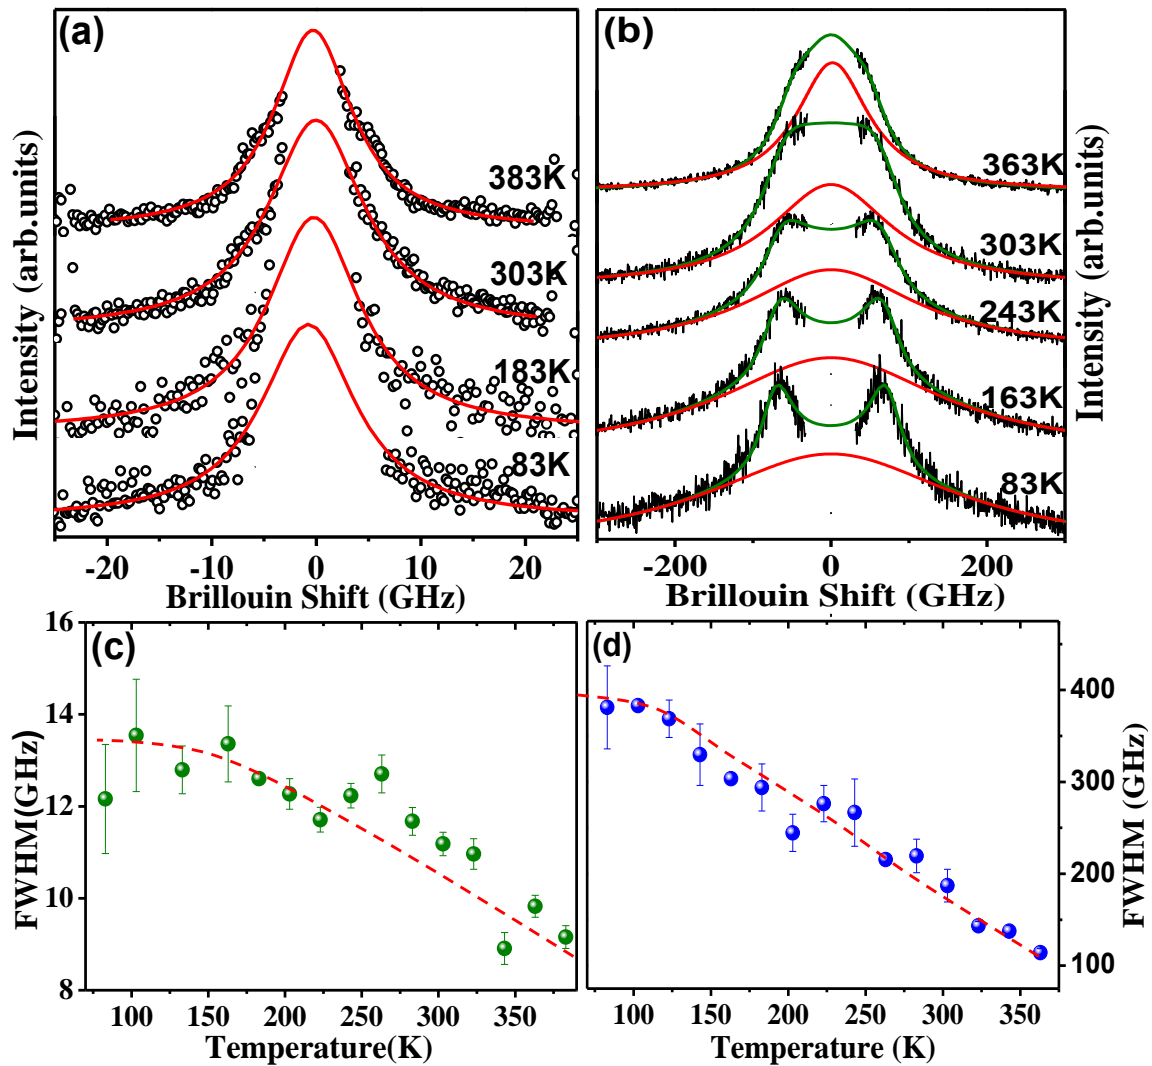 (a)
Intensity (arb.units)
383K
303K
183K
83K
-20 -10 0 10 20
Brillouin Shift (GHz)
(b)
Intensity (arb.units)
363K
303K
243K
163K
83K
-200 0 200
Brillouin Shift (GHz)
(c)
FWHM(GHz)
16
14
12
10
8
100 150 200 250 300 350
Temperature(K)
(d)
FWHM (GHz)
400
300
200
100
100 150 200 250 300 350
Temperature (K)